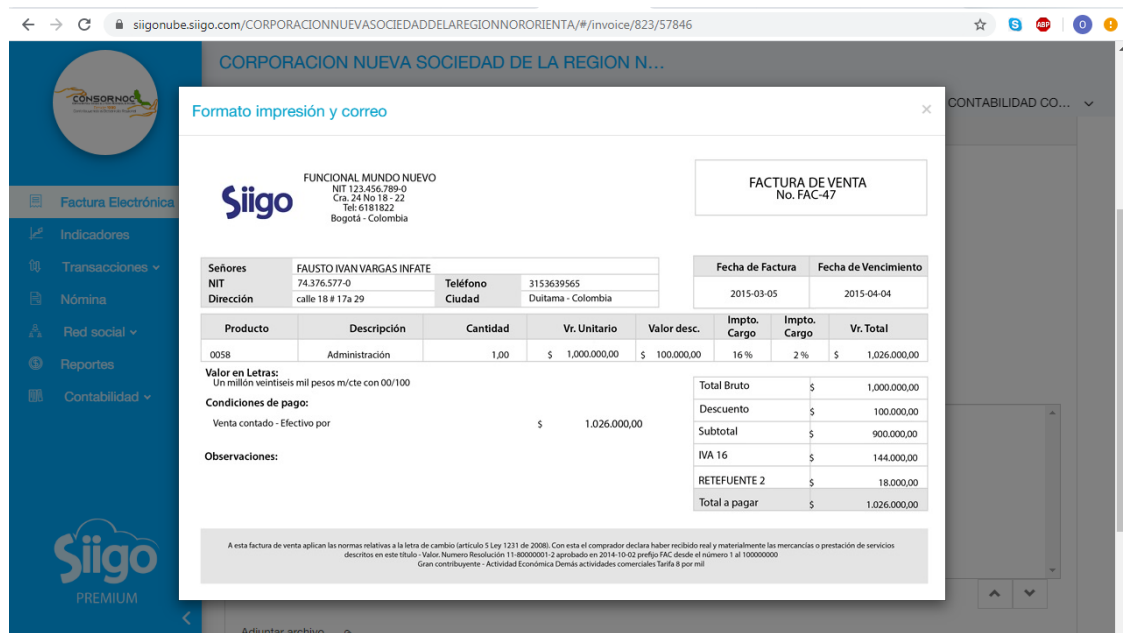 siigonube.siigo.com/CORPORACIONNUEVASOCIEDADDELAREGIONNORORIENTA/#/invoice/823/57846
S
ABP
O
CORPORACION NUEVA SOCIEDAD DE LA REGION N...
CONSORNOC
CONTABILIDAD CO...
Factura Electrónica
Indicadores
Transacciones
Nómina
Red social
Reportes
Contabilidad
Siigo
PREMIUM
Formato impresión y correo
×
Siigo
FUNCIONAL MUNDO NUEVO
NIT 123.456.789-0
Cra. 24 No 18 - 22
Tel: 6181822
Bogotá - Colombia
FACTURA DE VENTA
No. FAC-47
Señores FAUSTO IVAN VARGAS INFATE
NIT 74.376.577-0 Teléfono 3153639565
Dirección calle 18 # 17a 29 Ciudad Duitama - Colombia
Fecha de Factura Fecha de Vencimiento
2015-03-05 2015-04-04
Producto Descripción Cantidad Vr. Unitario Valor desc. Impto. Cargo Impto. Cargo Vr. Total
0058 Administración 1,00 $ 1,000.000,00 $ 100.000,00 16 % 2 % $ 1,026.000,00
Valor en Letras:
Un millón veintiseis mil pesos m/cte con 00/100
Condiciones de pago:
Venta contado - Efectivo por $ 1.026.000,00
Observaciones:
Total Bruto $ 1,000.000,00
Descuento $ 100.000,00
Subtotal $ 900.000,00
IVA 16 $ 144.000,00
RETEFUENTE 2 $ 18.000,00
Total a pagar $ 1.026.000,00
A esta factura de venta aplican las normas relativas a la letra de cambio (artículo 5 Ley 1231 de 2008). Con esta el comprador declara haber recibido real y materialmente las mercancias o prestación de servicios
descritos en este título - Valor. Numero Resolución 11-80000001-2 aprobado en 2014-10-02 prefijo FAC desde el número 1 al 100000000
Gran contribuyente - Actividad Económica Demás actividades comerciales Tarifa 8 por mil
Adjuntar archivo